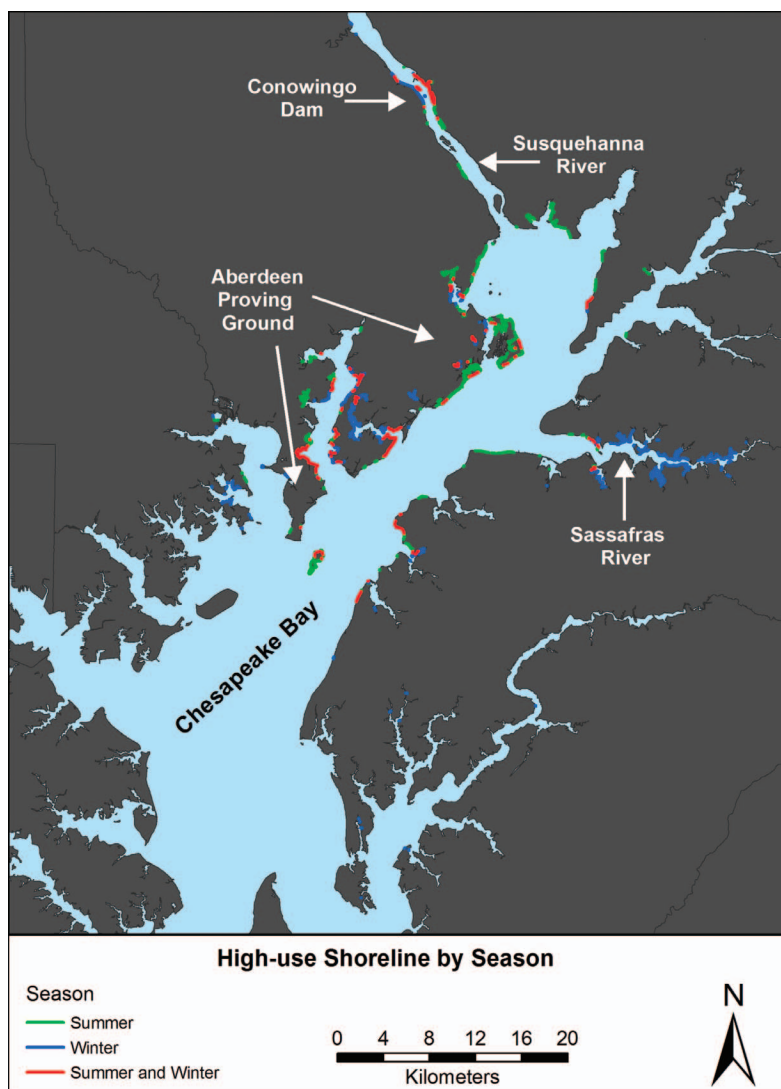 Conowingo
Dam
Susquehanna
River
Aberdeen
Proving
Ground
Sassafras
River
Chesapeake Bay
High-use Shoreline by Season
Season
Summer
Winter
Summer and Winter
0 4 8 12 16 20
Kilometers
N